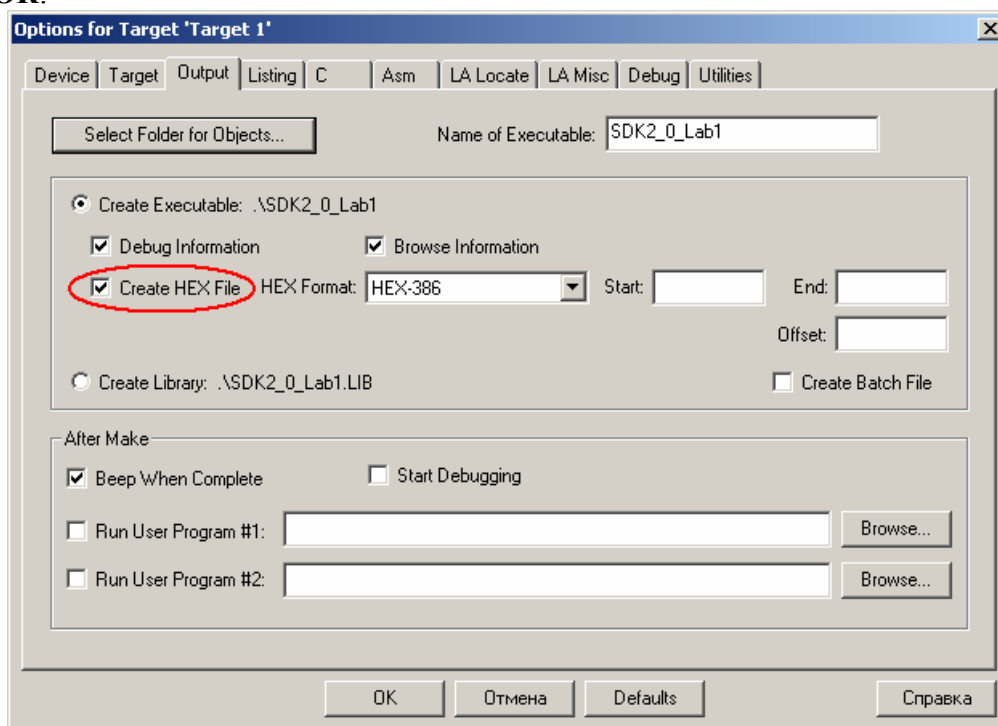 OK.
Options for Target 'Target 1'
Device Target Output Listing C Asm LA Locate LA Misc Debug Utilities
Select Folder for Objects... Name of Executable: SDK2_0_Lab1
Create Executable: .\SDK2_0_Lab1
Debug Information Browse Information
Create HEX File HEX Format: HEX-386 Start: End:
Offset:
Create Library: .\SDK2_0_Lab1.LIB Create Batch File
After Make
Beep When Complete Start Debugging
Run User Program #1: Browse...
Run User Program #2: Browse...
OK Отмена Defaults Справка